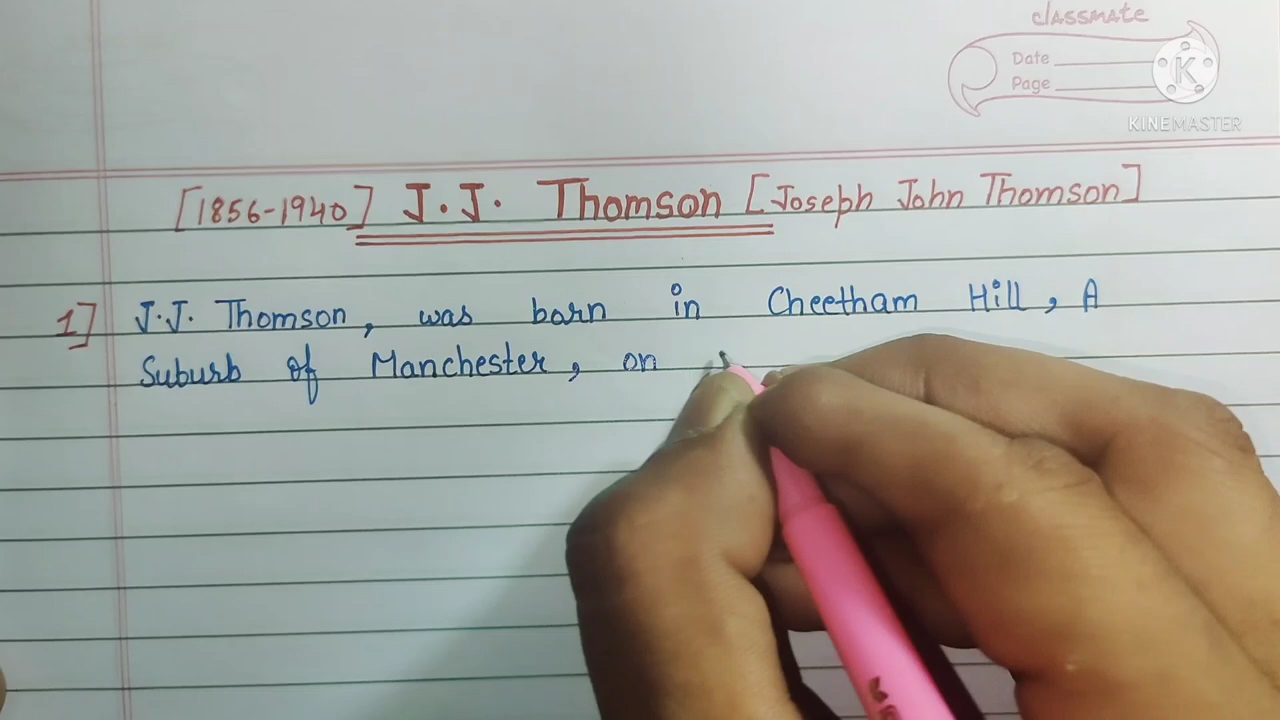 classmate
Date
Page
KINEMASTER
[1856-1940] J.J. Thomson [Joseph John Thomson]
1] J.J. Thomson, was born in Cheetham Hill, A
Suburb of Manchester, on